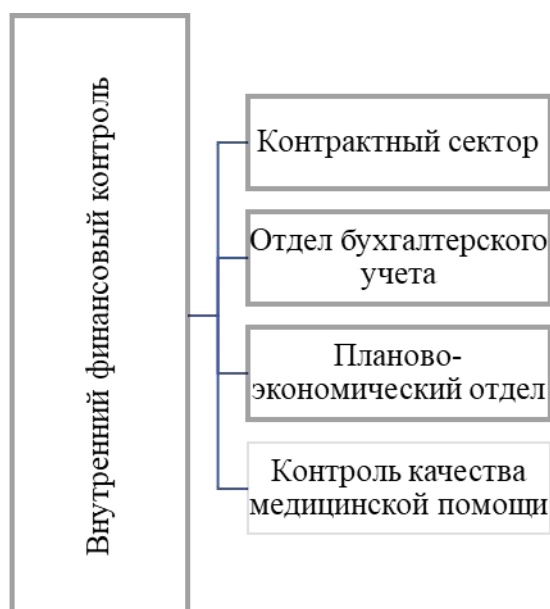 Внутренний финансовый контроль
Контрактный сектор
Отдел бухгалтерского
учета
Планово-
экономический отдел
Контроль качества
медицинской помощи